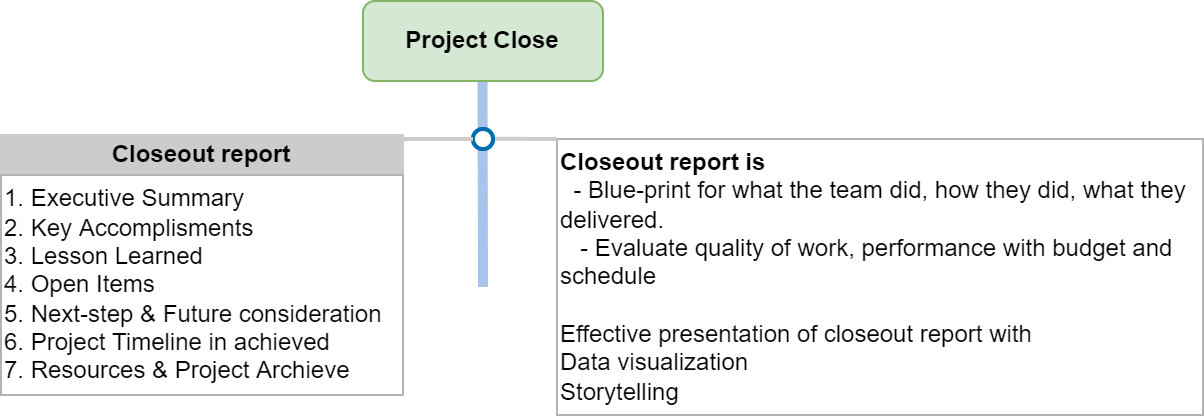 Project Close
Closeout report
1. Executive Summary
2. Key Accomplisments
3. Lesson Learned
4. Open Items
5. Next-step & Future consideration
6. Project Timeline in achieved
7. Resources & Project Archieve
Closeout report is
- Blue-print for what the team did, how they did, what they
delivered.
- Evaluate quality of work, performance with budget and
schedule
Effective presentation of closeout report with
Data visualization
Storytelling